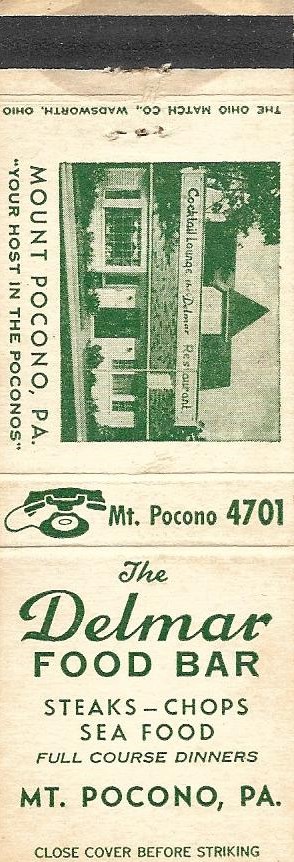 THE OHIO MATCH CO., WADSWORTH, OHIO
Cocktail Lounge
Delmar Restaurant
MOUNT POCONO, PA.
"YOUR HOST IN THE POCONOS"
Mt. Pocono 4701
The
Delmar
FOOD BAR
STEAKS – CHOPS
SEA FOOD
FULL COURSE DINNERS
MT. POCONO, PA.
CLOSE COVER BEFORE STRIKING